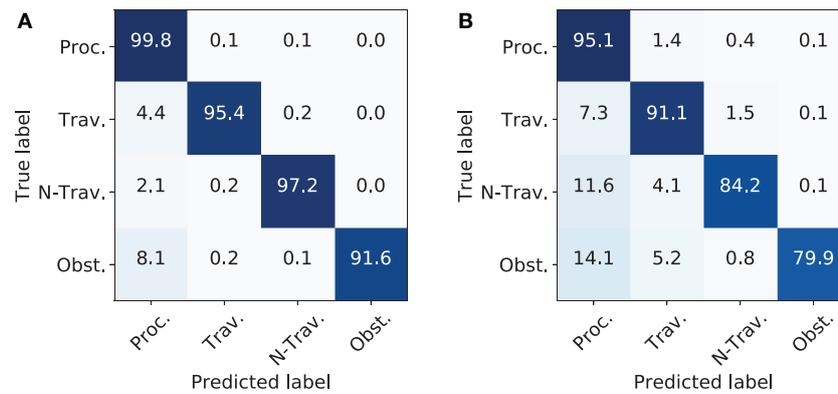 A
True label
Proc. 99.8 0.1 0.1 0.0
Trav. 4.4 95.4 0.2 0.0
N-Trav. 2.1 0.2 97.2 0.0
Obst. 8.1 0.2 0.1 91.6
Proc. Trav. N-Trav. Obst.
Predicted label
B
True label
Proc. 95.1 1.4 0.4 0.1
Trav. 7.3 91.1 1.5 0.1
N-Trav. 11.6 4.1 84.2 0.1
Obst. 14.1 5.2 0.8 79.9
Proc. Trav. N-Trav. Obst.
Predicted label